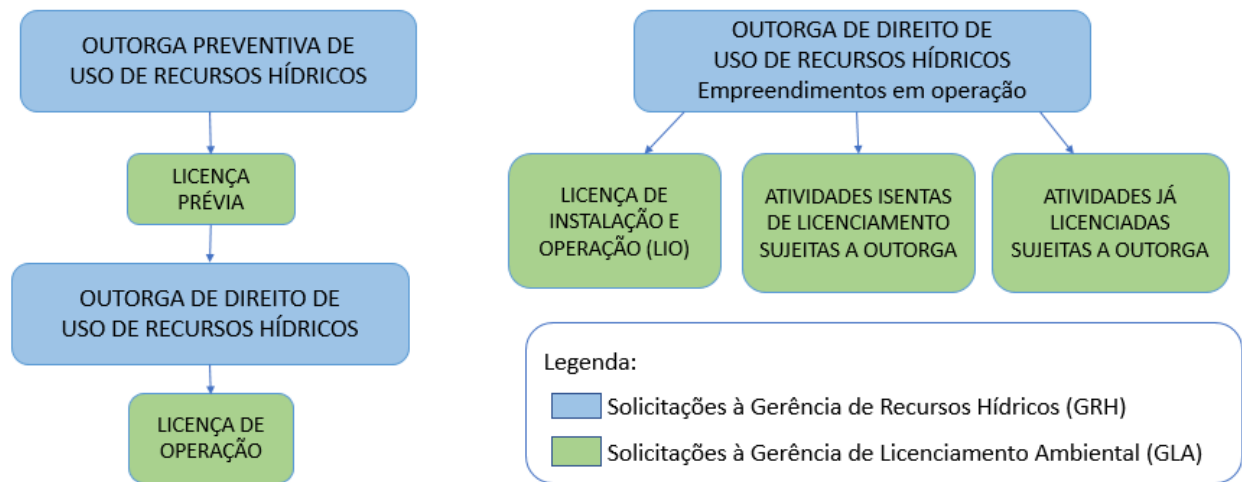 OUTORGA PREVENTIVA DE
USO DE RECURSOS HÍDRICOS
LICENÇA
PRÉVIA
OUTORGA DE DIREITO DE
USO DE RECURSOS HÍDRICOS
LICENÇA DE
OPERAÇÃO
OUTORGA DE DIREITO DE
USO DE RECURSOS HÍDRICOS
Empreendimentos em operação
LICENÇA DE
INSTALAÇÃO E
OPERAÇÃO (LIO)
ATIVIDADES ISENTAS
DE LICENCIAMENTO
SUJEITAS A OUTORGA
ATIVIDADES JÁ
LICENCIADAS
SUJEITAS A OUTORGA
Legenda:
Solicitações à Gerência de Recursos Hídricos (GRH)
Solicitações à Gerência de Licenciamento Ambiental (GLA)